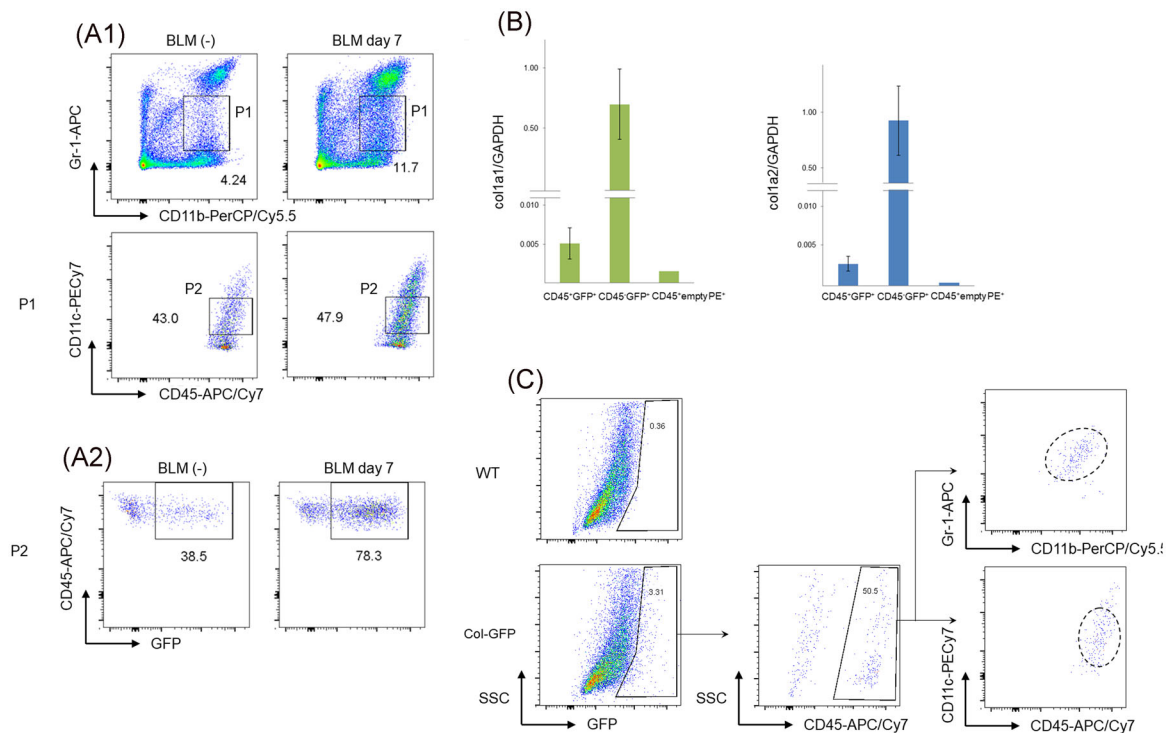 (A1)
BLM (-)
BLM day 7
Gr-1-APC
P1
P1
4.24
11.7
CD11b-PerCP/Cy5.5
P1
CD11c-PECy7
P2
P2
43.0
47.9
CD45-APC/Cy7
(A2)
BLM (-)
BLM day 7
P2
CD45-APC/Cy7
38.5
78.3
GFP
(B)
col1a1/GAPDH
1.00
0.50
0.010
0.005
CD45⁺GFP⁺ CD45⁻GFP⁺ CD45⁺emptyPE⁺
col1a2/GAPDH
1.00
0.50
0.010
0.005
CD45⁺GFP⁺ CD45⁻GFP⁺ CD45⁺emptyPE⁺
(C)
WT
0.36
Col-GFP
3.31
SSC
GFP
50.5
SSC
CD45-APC/Cy7
Gr-1-APC
CD11b-PerCP/Cy5.5
CD11c-PECy7
CD45-APC/Cy7